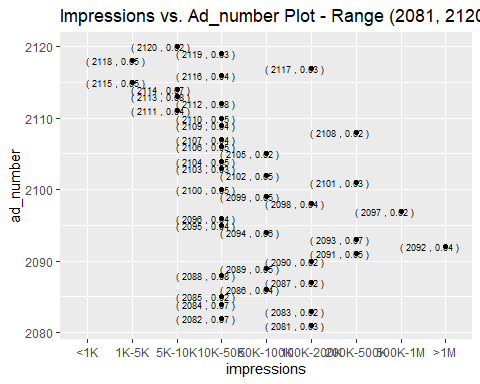 Impressions vs. Ad_number Plot - Range (2081, 2120
2120
( 2120 , 0.02 )
( 2119 , 0.03 )
( 2118 , 0.05 )
( 2117 , 0.03 )
( 2116 , 0.04 )
( 2115 , 0.05 )
( 2114 , 0.07 )
( 2113 , 0.03 )
( 2112 , 0.08 )
( 2111 , 0.04 )
2110
( 2110 , 0.05 )
( 2109 , 0.04 )
( 2108 , 0.02 )
( 2107 , 0.04 )
( 2106 , 0.05 )
( 2105 , 0.02 )
( 2104 , 0.05 )
( 2103 , 0.03 )
( 2102 , 0.05 )
( 2101 , 0.03 )
2100
( 2100 , 0.05 )
( 2099 , 0.05 )
( 2098 , 0.04 )
( 2097 , 0.02 )
( 2096 , 0.04 )
( 2095 , 0.04 )
( 2094 , 0.06 )
( 2093 , 0.07 )
( 2092 , 0.04 )
( 2091 , 0.05 )
2090
( 2090 , 0.02 )
( 2089 , 0.05 )
( 2088 , 0.08 )
( 2087 , 0.02 )
( 2086 , 0.04 )
( 2085 , 0.02 )
( 2084 , 0.07 )
( 2083 , 0.02 )
( 2082 , 0.07 )
( 2081 , 0.03 )
2080
ad_number
<1K 1K-5K 5K-10K 10K-50K 50K-100K 100K-200K 200K-500K 500K-1M >1M
impressions